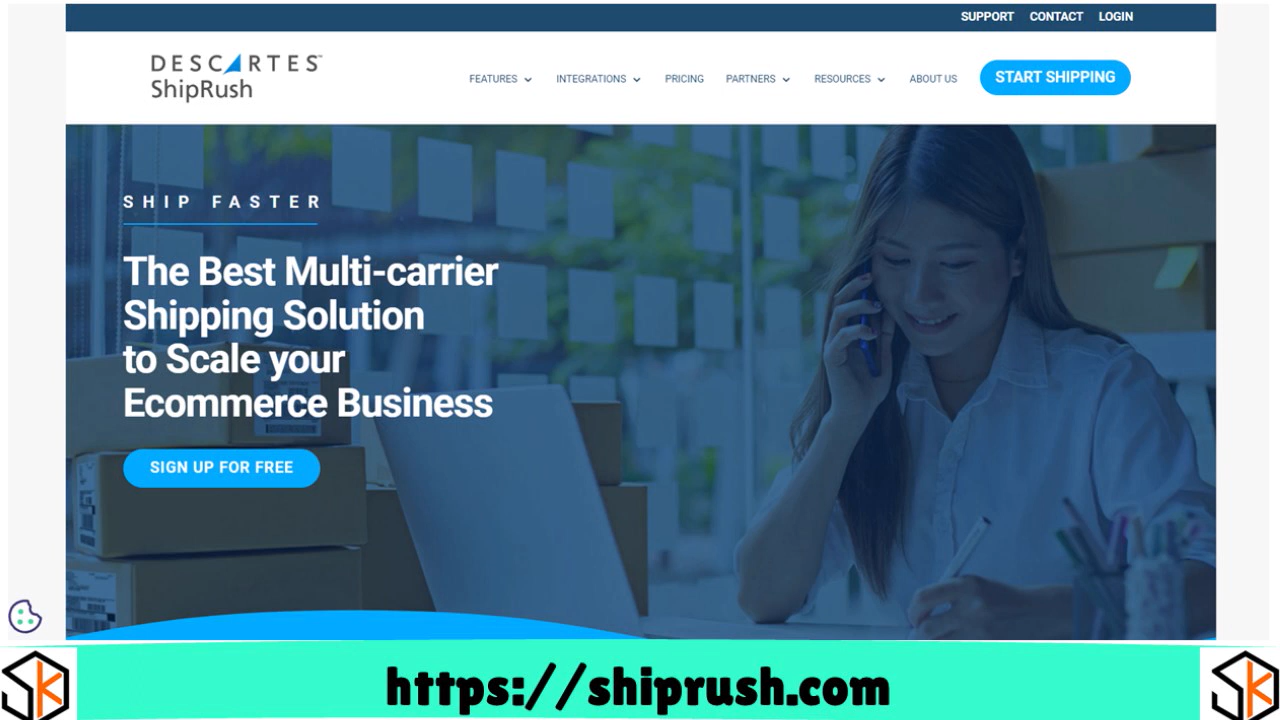 SUPPORT CONTACT LOGIN
DESCARTES™
ShipRush
FEATURES INTEGRATIONS PRICING PARTNERS RESOURCES ABOUT US START SHIPPING
SHIP FASTER
The Best Multi-carrier
Shipping Solution
to Scale your
Ecommerce Business
SIGN UP FOR FREE
https://shiprush.com